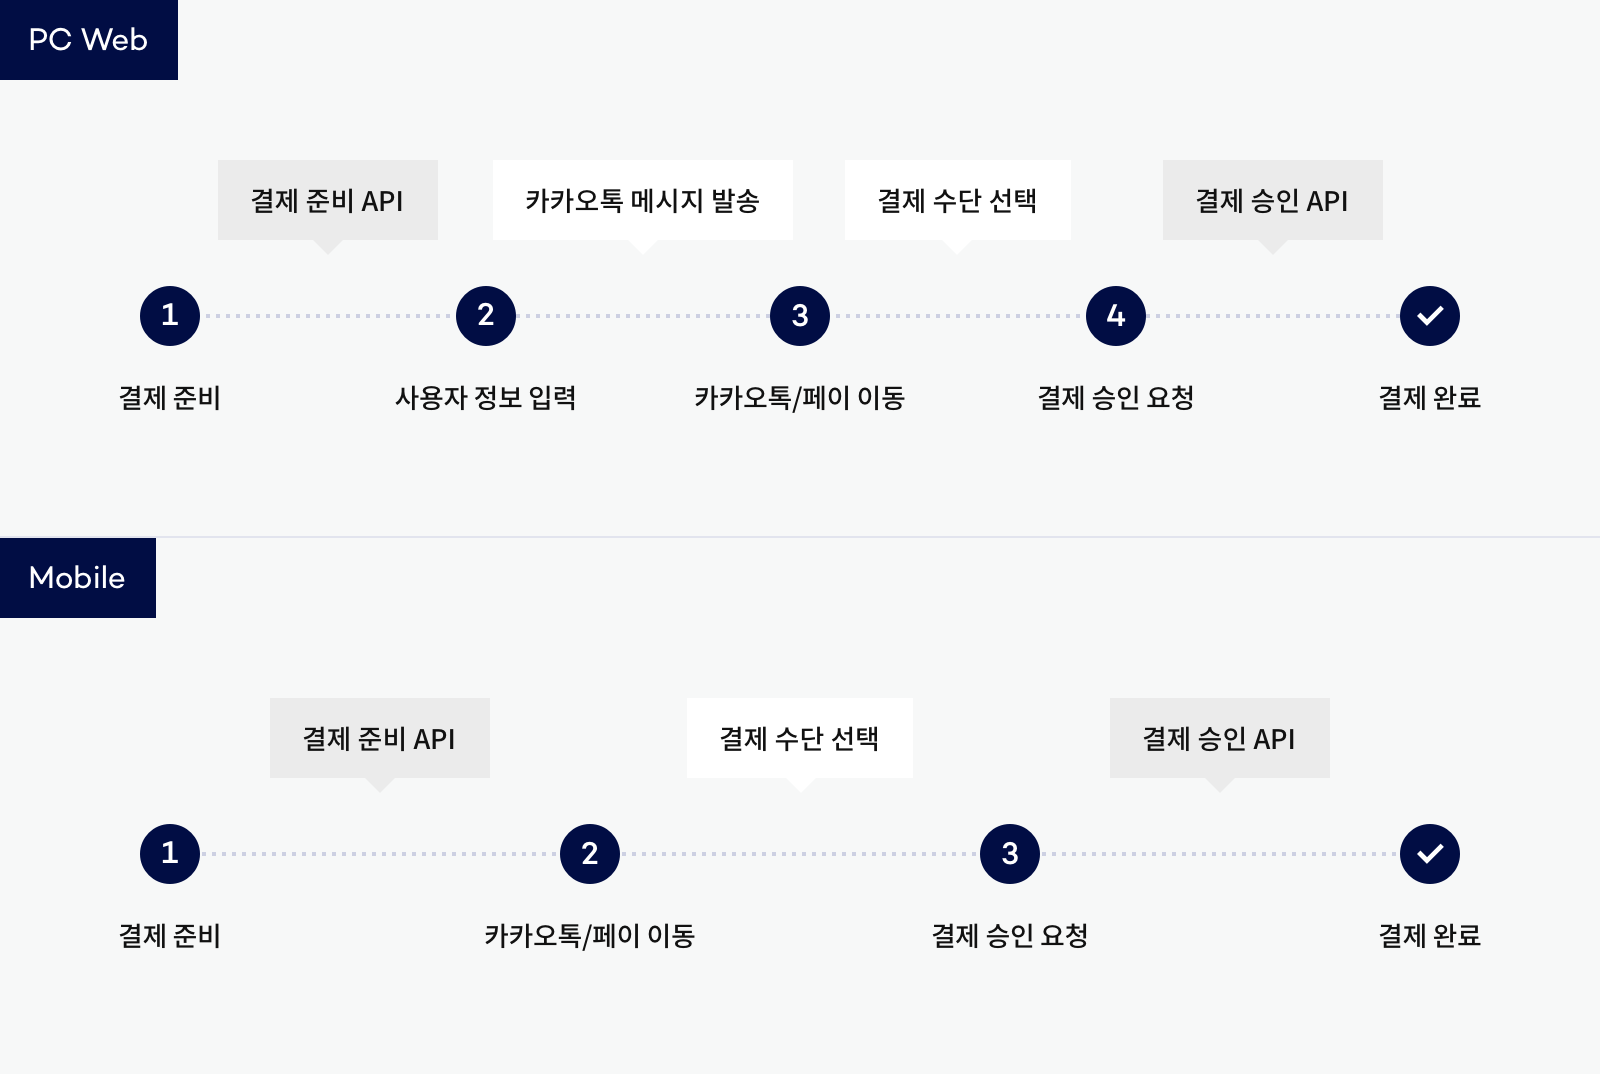 PC Web
결제 준비 API
카카오톡 메시지 발송
결제 수단 선택
결제 승인 API
1
2
3
4
결제 준비
사용자 정보 입력
카카오톡/페이 이동
결제 승인 요청
결제 완료
Mobile
결제 준비 API
결제 수단 선택
결제 승인 API
1
2
3
결제 준비
카카오톡/페이 이동
결제 승인 요청
결제 완료